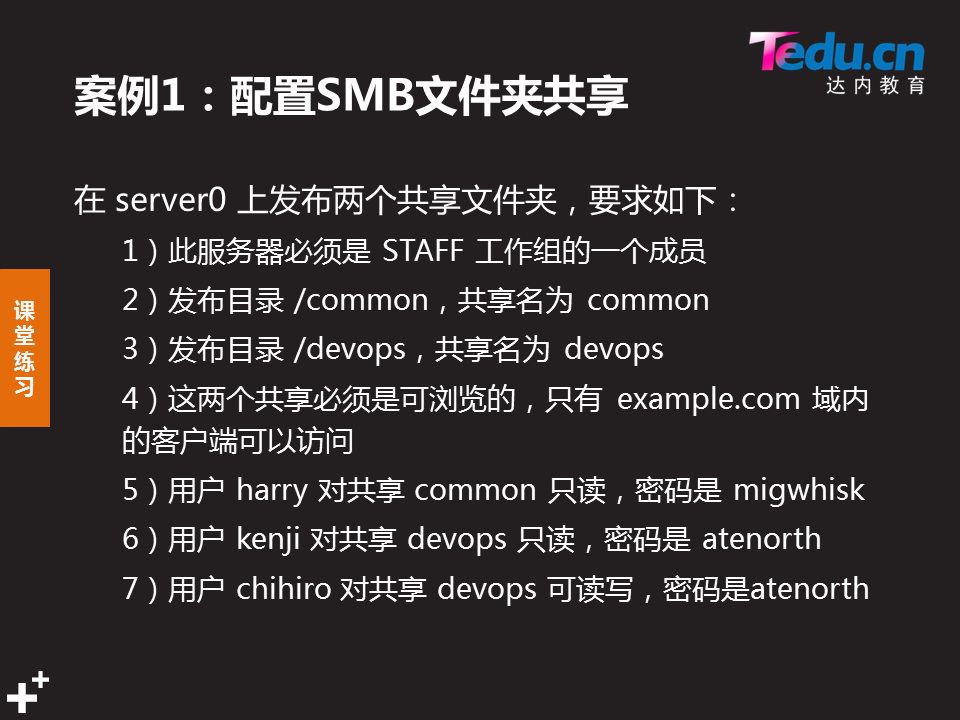 Tedu.cn
达内教育
案例1：配置SMB文件夹共享
在 server0 上发布两个共享文件夹，要求如下：
1）此服务器必须是 STAFF 工作组的一个成员
2）发布目录 /common，共享名为 common
3）发布目录 /devops，共享名为 devops
4）这两个共享必须是可浏览的，只有 example.com 域内
的客户端可以访问
5）用户 harry 对共享 common 只读，密码是 migwhisk
6）用户 kenji 对共享 devops 只读，密码是 atenorth
7）用户 chihiro 对共享 devops 可读写，密码是atenorth
课
堂
练
习